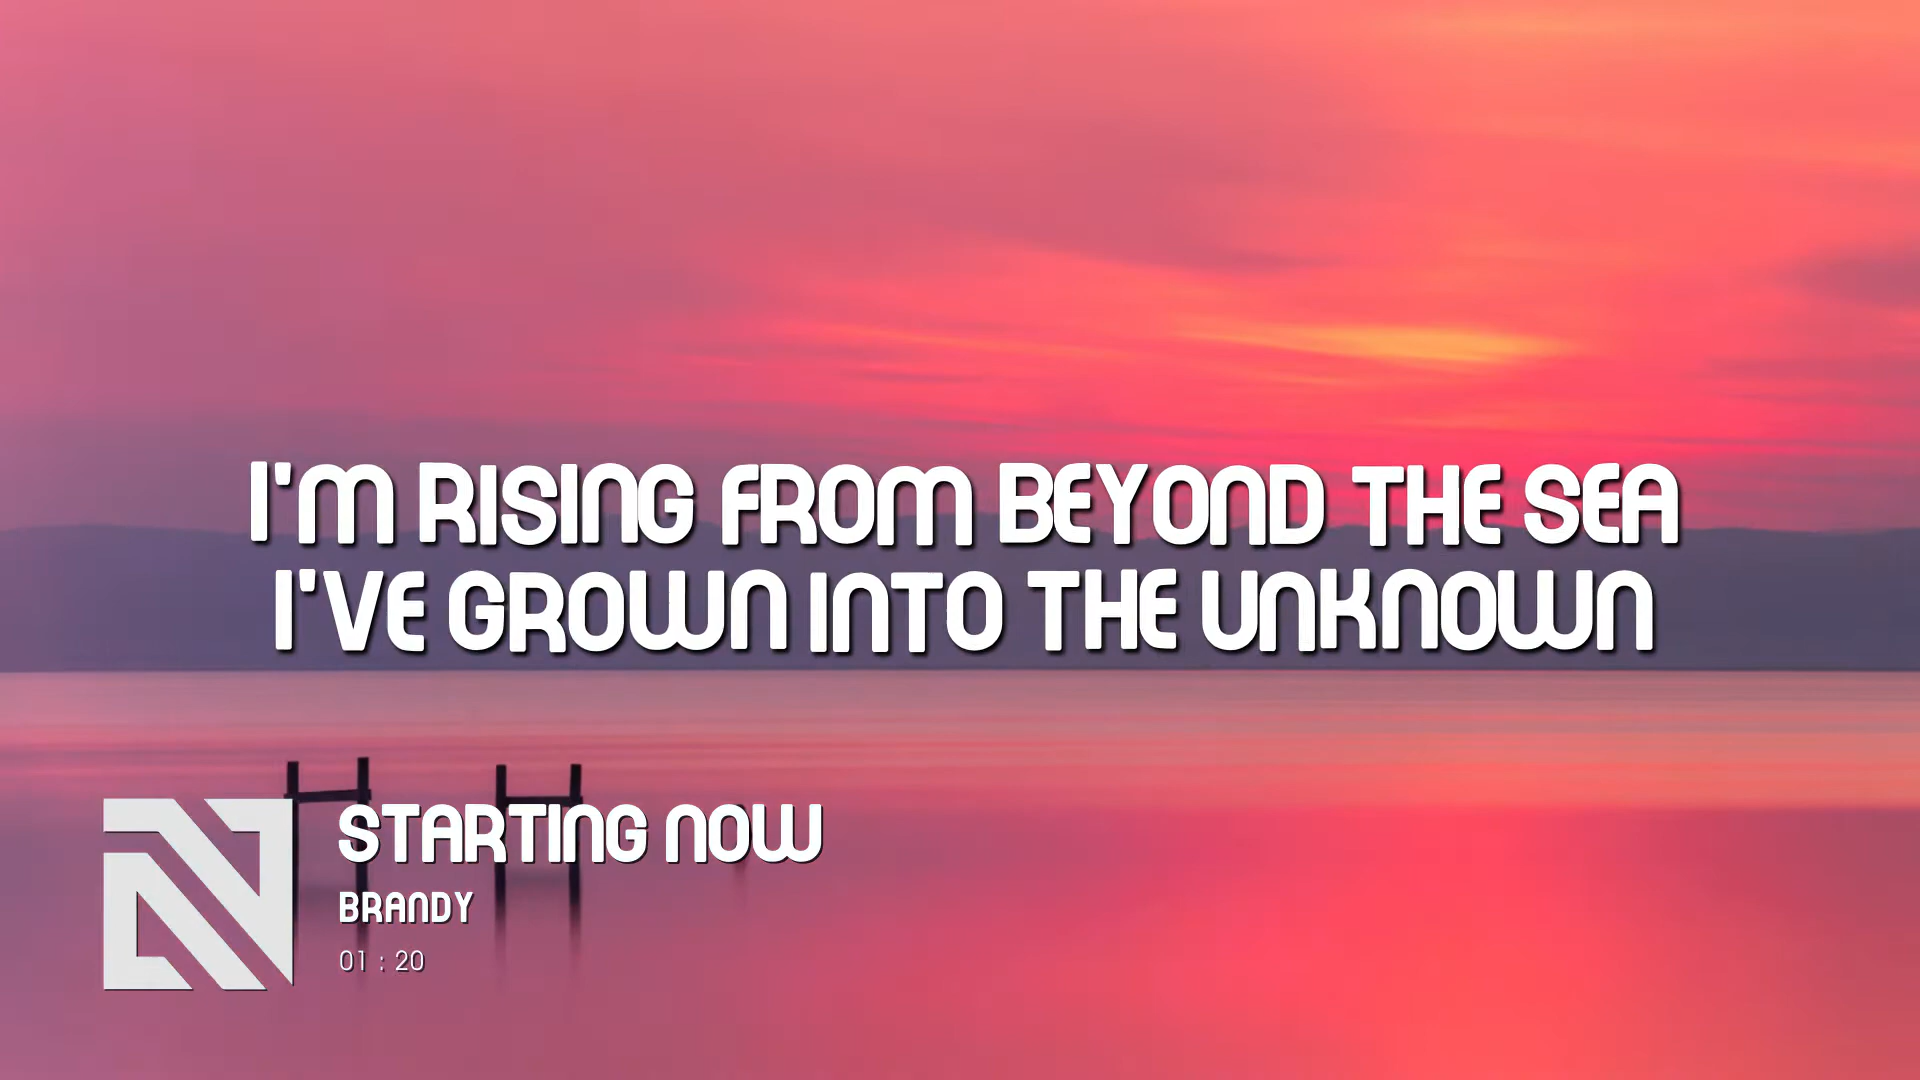 I'M RISING FROM BEYOND THE SEA
I'VE GROWN INTO THE UNKNOWN
STARTING NOW
BRANDY
01 : 20